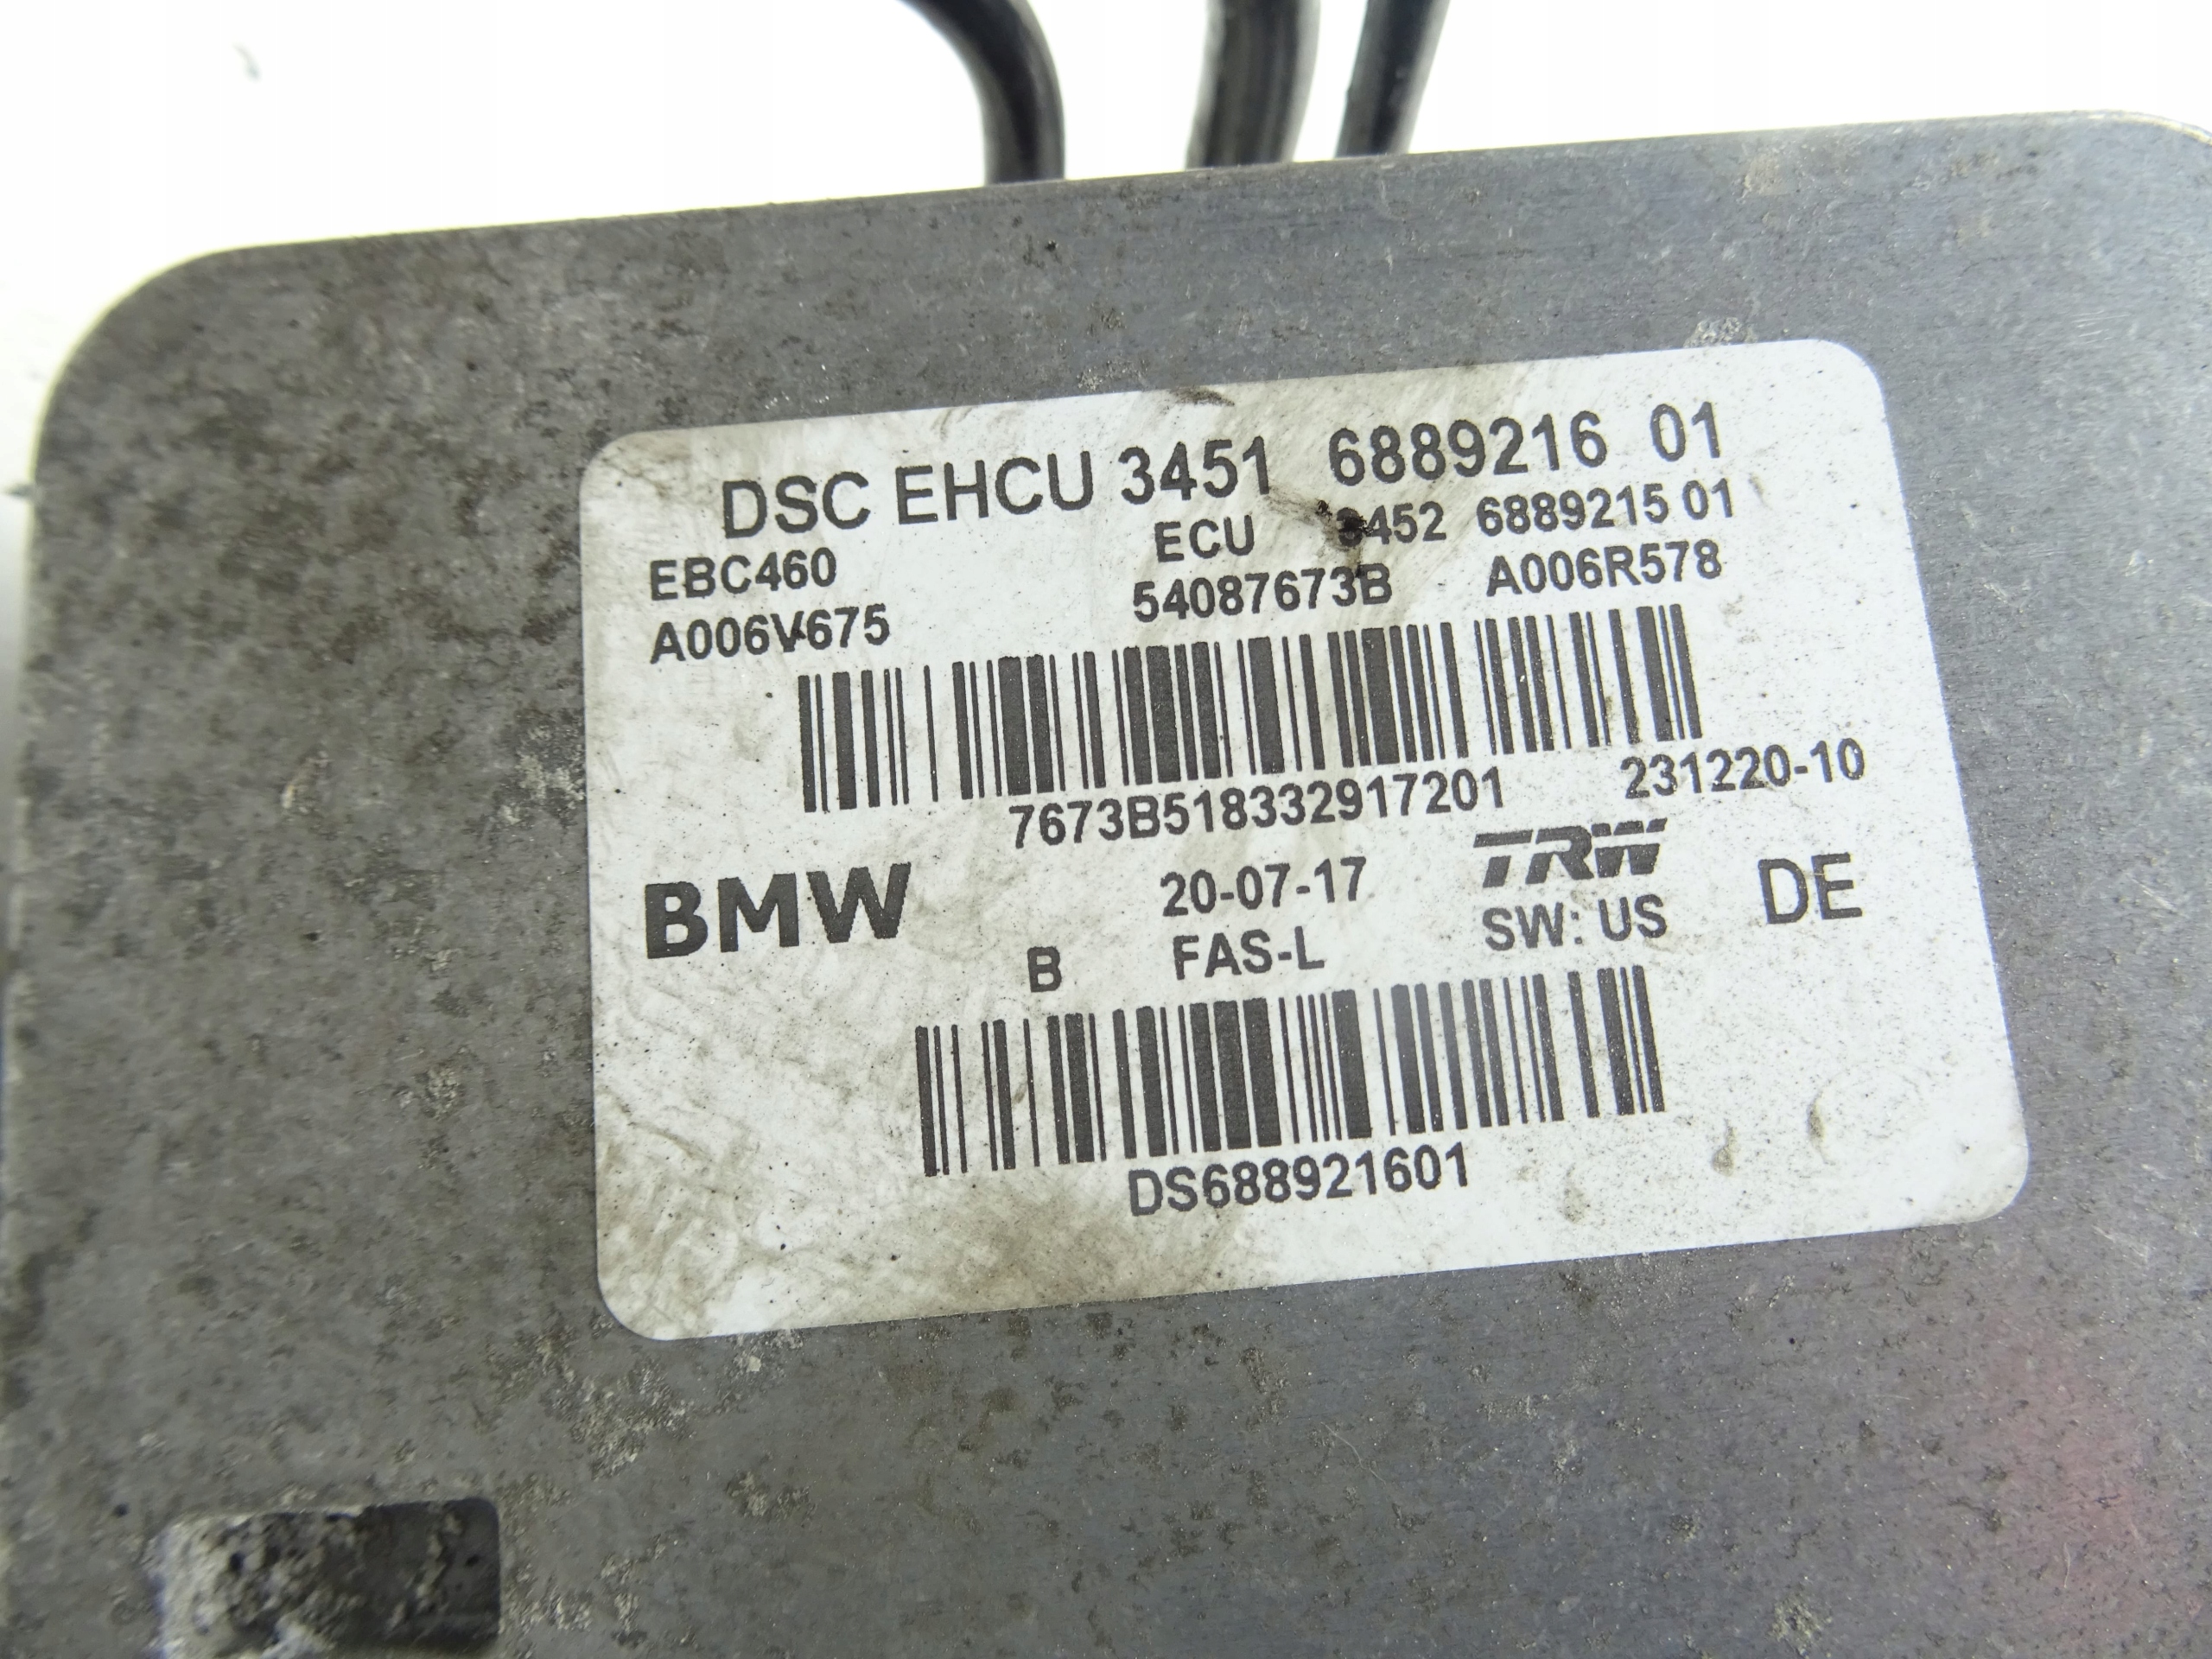 DSC EHCU 3451 6889216 01
ECU 3452 6889215 01
EBC460 54087673B A006R578
A006V675
7673B518332917201 231220-10
BMW 20-07-17 TRW DE
B FAS-L SW: US
DS688921601